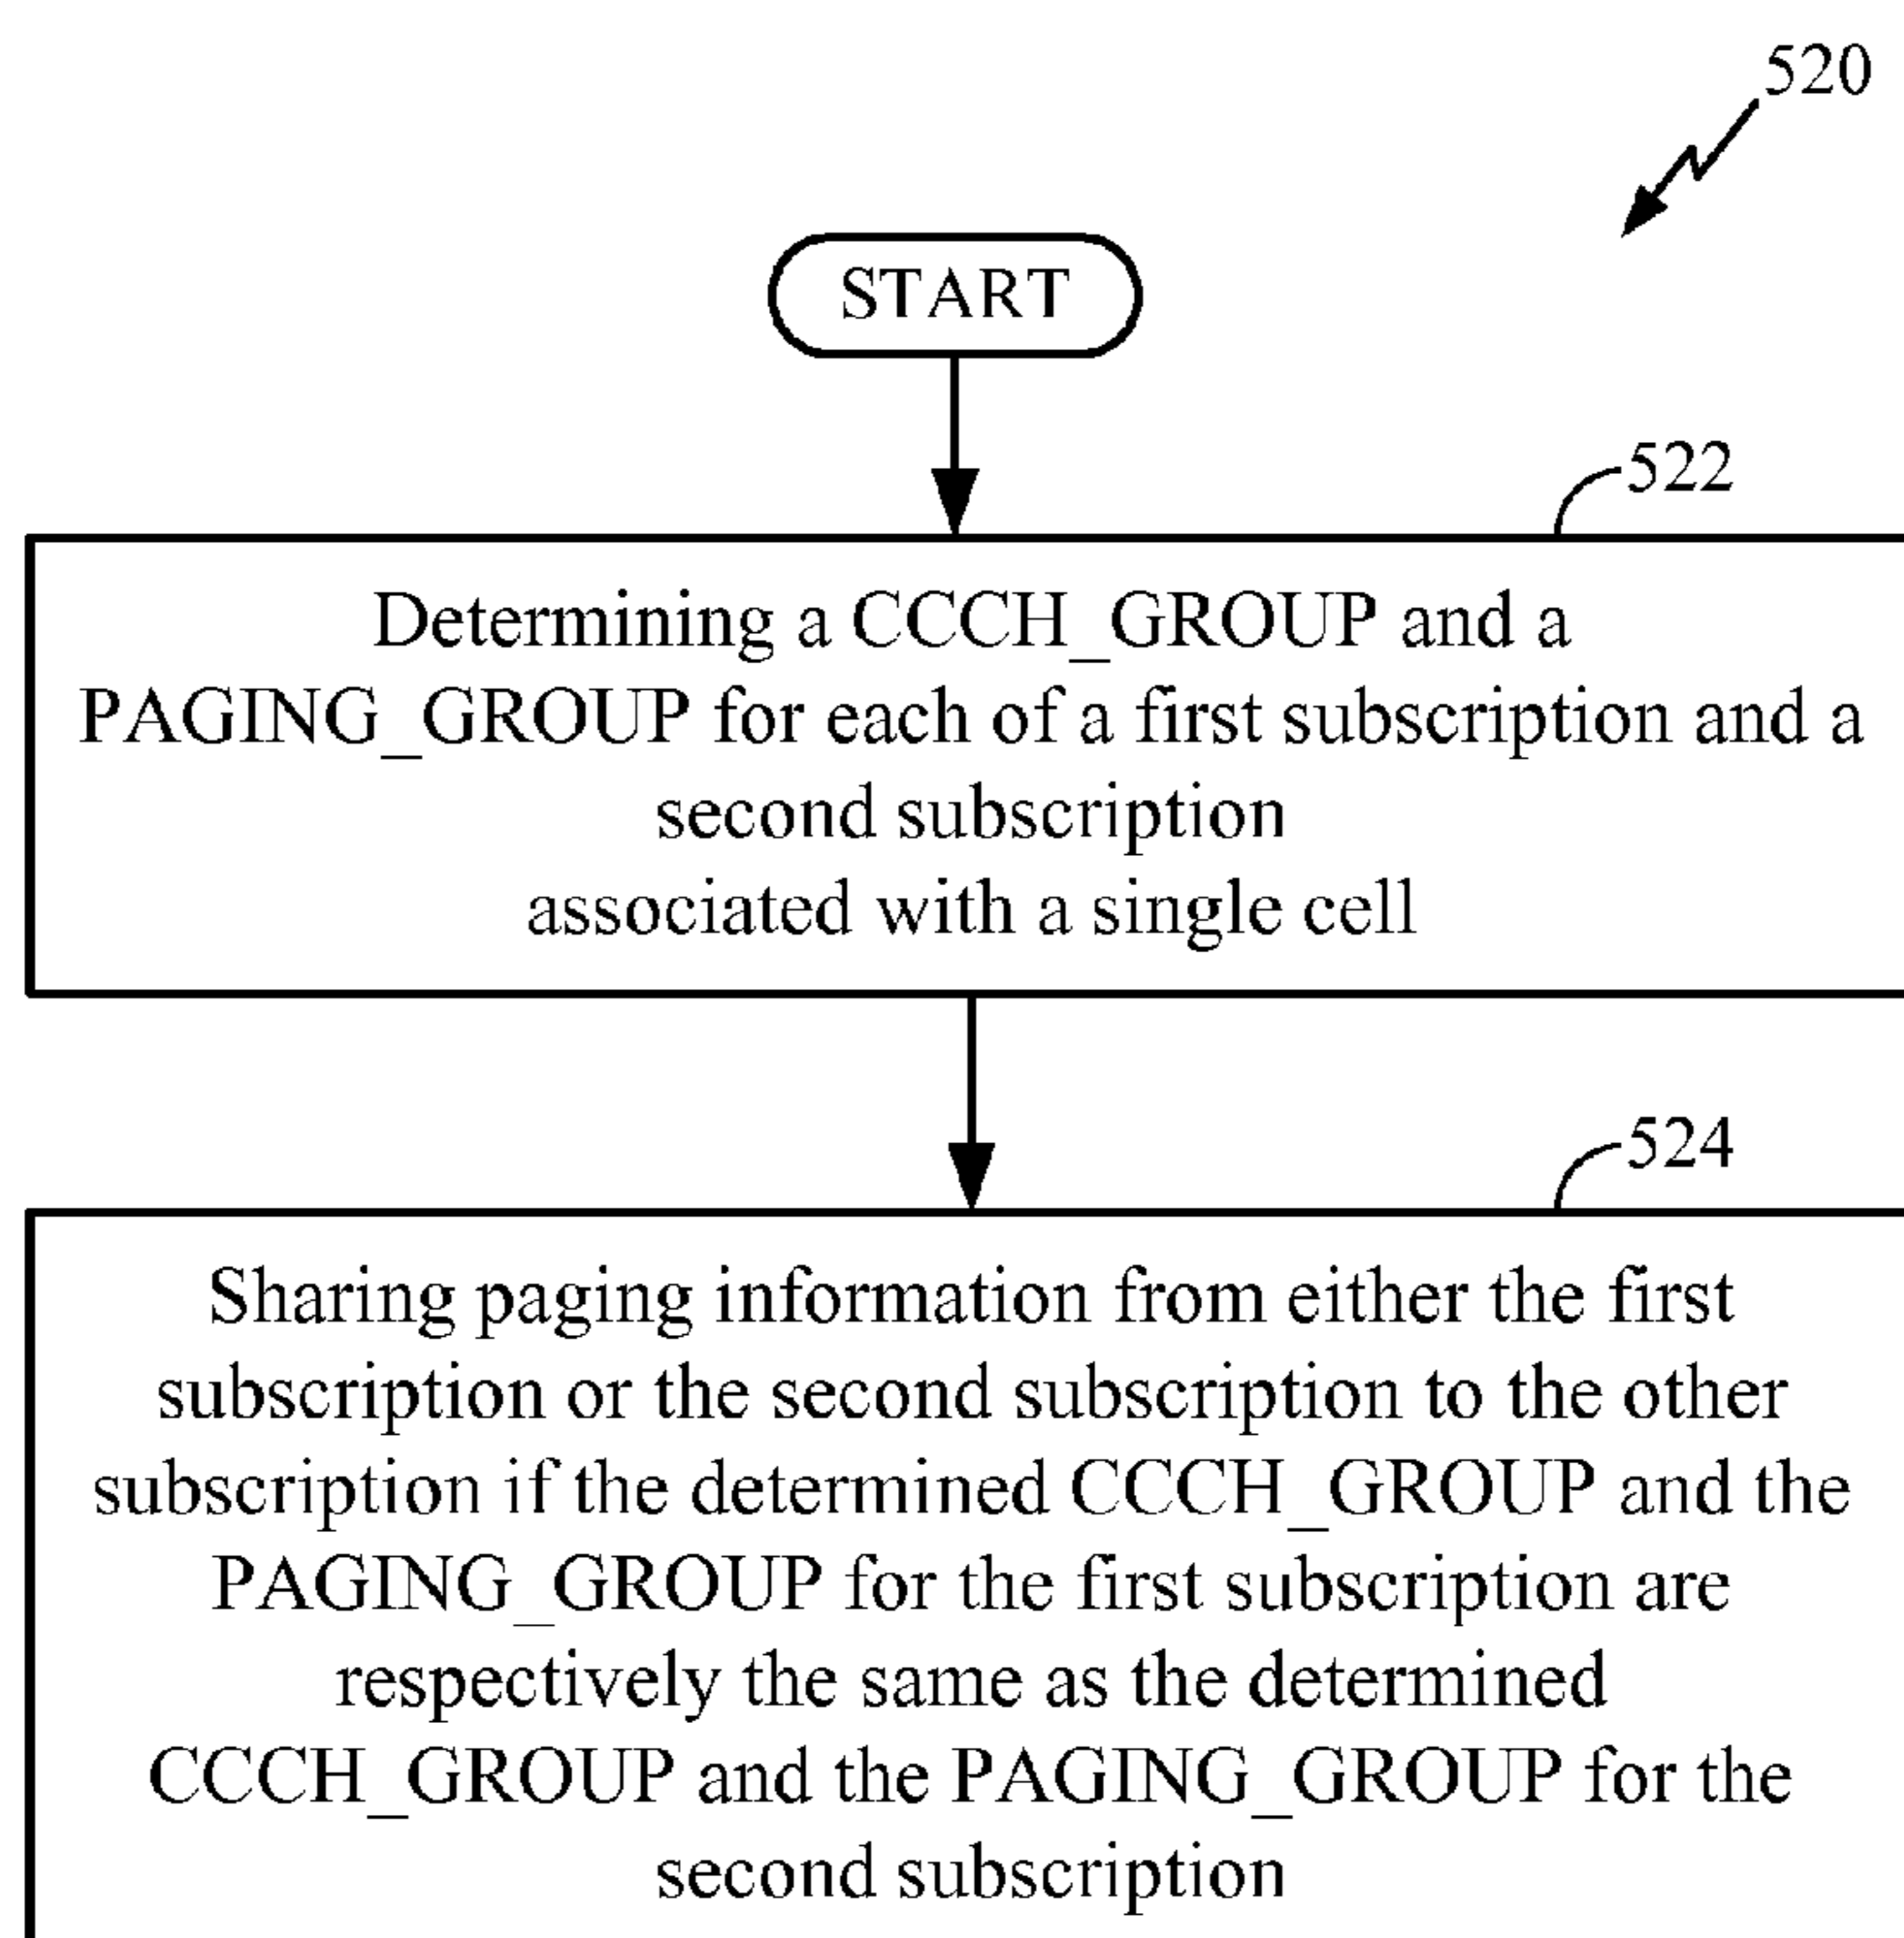 520
START
522
Determining a CCCH_GROUP and a
PAGING_GROUP for each of a first subscription and a
second subscription
associated with a single cell
524
Sharing paging information from either the first
subscription or the second subscription to the other
subscription if the determined CCCH_GROUP and the
PAGING_GROUP for the first subscription are
respectively the same as the determined
CCCH_GROUP and the PAGING_GROUP for the
second subscription